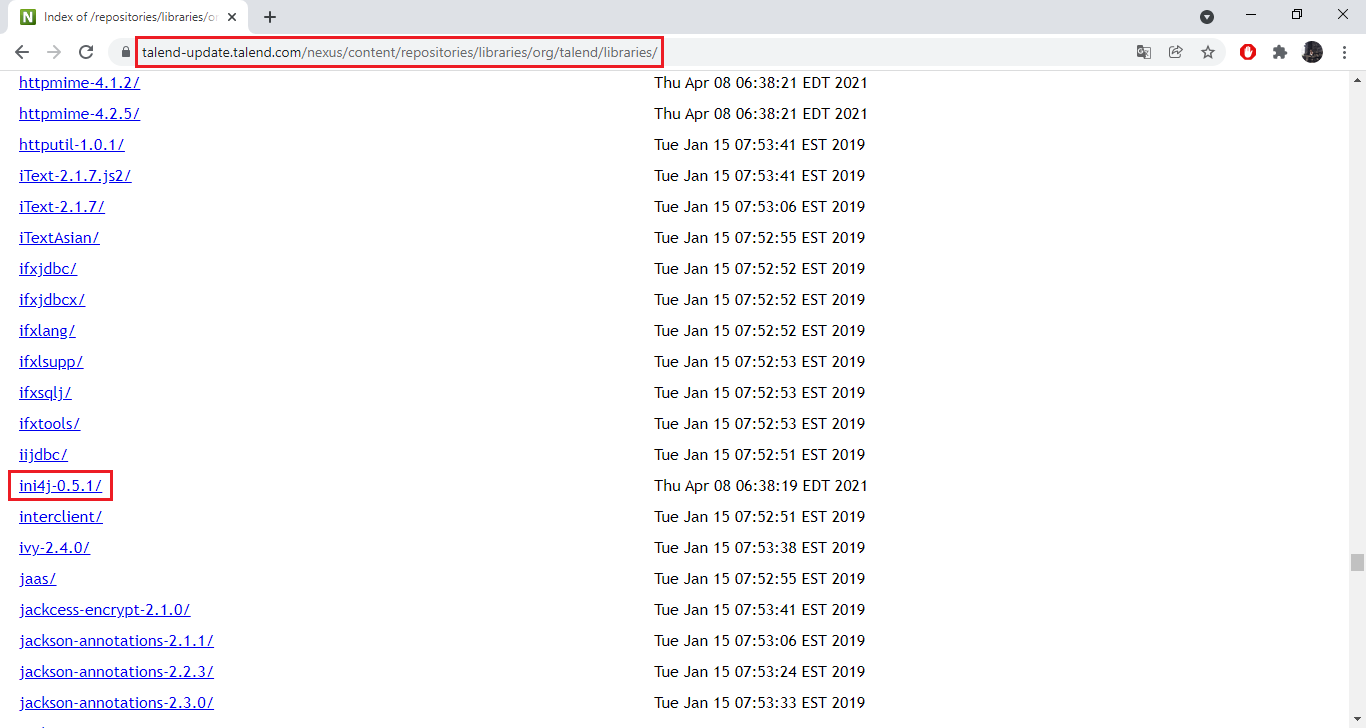 Index of /repositories/libraries/or
talend-update.talend.com/nexus/content/repositories/libraries/org/talend/libraries/
httpmime-4.1.2/ Thu Apr 08 06:38:21 EDT 2021
httpmime-4.2.5/ Thu Apr 08 06:38:21 EDT 2021
httputil-1.0.1/ Tue Jan 15 07:53:41 EST 2019
iText-2.1.7.js2/ Tue Jan 15 07:53:41 EST 2019
iText-2.1.7/ Tue Jan 15 07:53:06 EST 2019
iTextAsian/ Tue Jan 15 07:52:55 EST 2019
ifxjdbc/ Tue Jan 15 07:52:52 EST 2019
ifxjdbcx/ Tue Jan 15 07:52:52 EST 2019
ifxlang/ Tue Jan 15 07:52:52 EST 2019
ifxlsupp/ Tue Jan 15 07:52:53 EST 2019
ifxsqlj/ Tue Jan 15 07:52:53 EST 2019
ifxtools/ Tue Jan 15 07:52:53 EST 2019
iijdbc/ Tue Jan 15 07:52:51 EST 2019
ini4j-0.5.1/ Thu Apr 08 06:38:19 EDT 2021
interclient/ Tue Jan 15 07:52:51 EST 2019
ivy-2.4.0/ Tue Jan 15 07:53:38 EST 2019
jaas/ Tue Jan 15 07:52:55 EST 2019
jackcess-encrypt-2.1.0/ Tue Jan 15 07:53:41 EST 2019
jackson-annotations-2.1.1/ Tue Jan 15 07:53:06 EST 2019
jackson-annotations-2.2.3/ Tue Jan 15 07:53:24 EST 2019
jackson-annotations-2.3.0/ Tue Jan 15 07:53:33 EST 2019